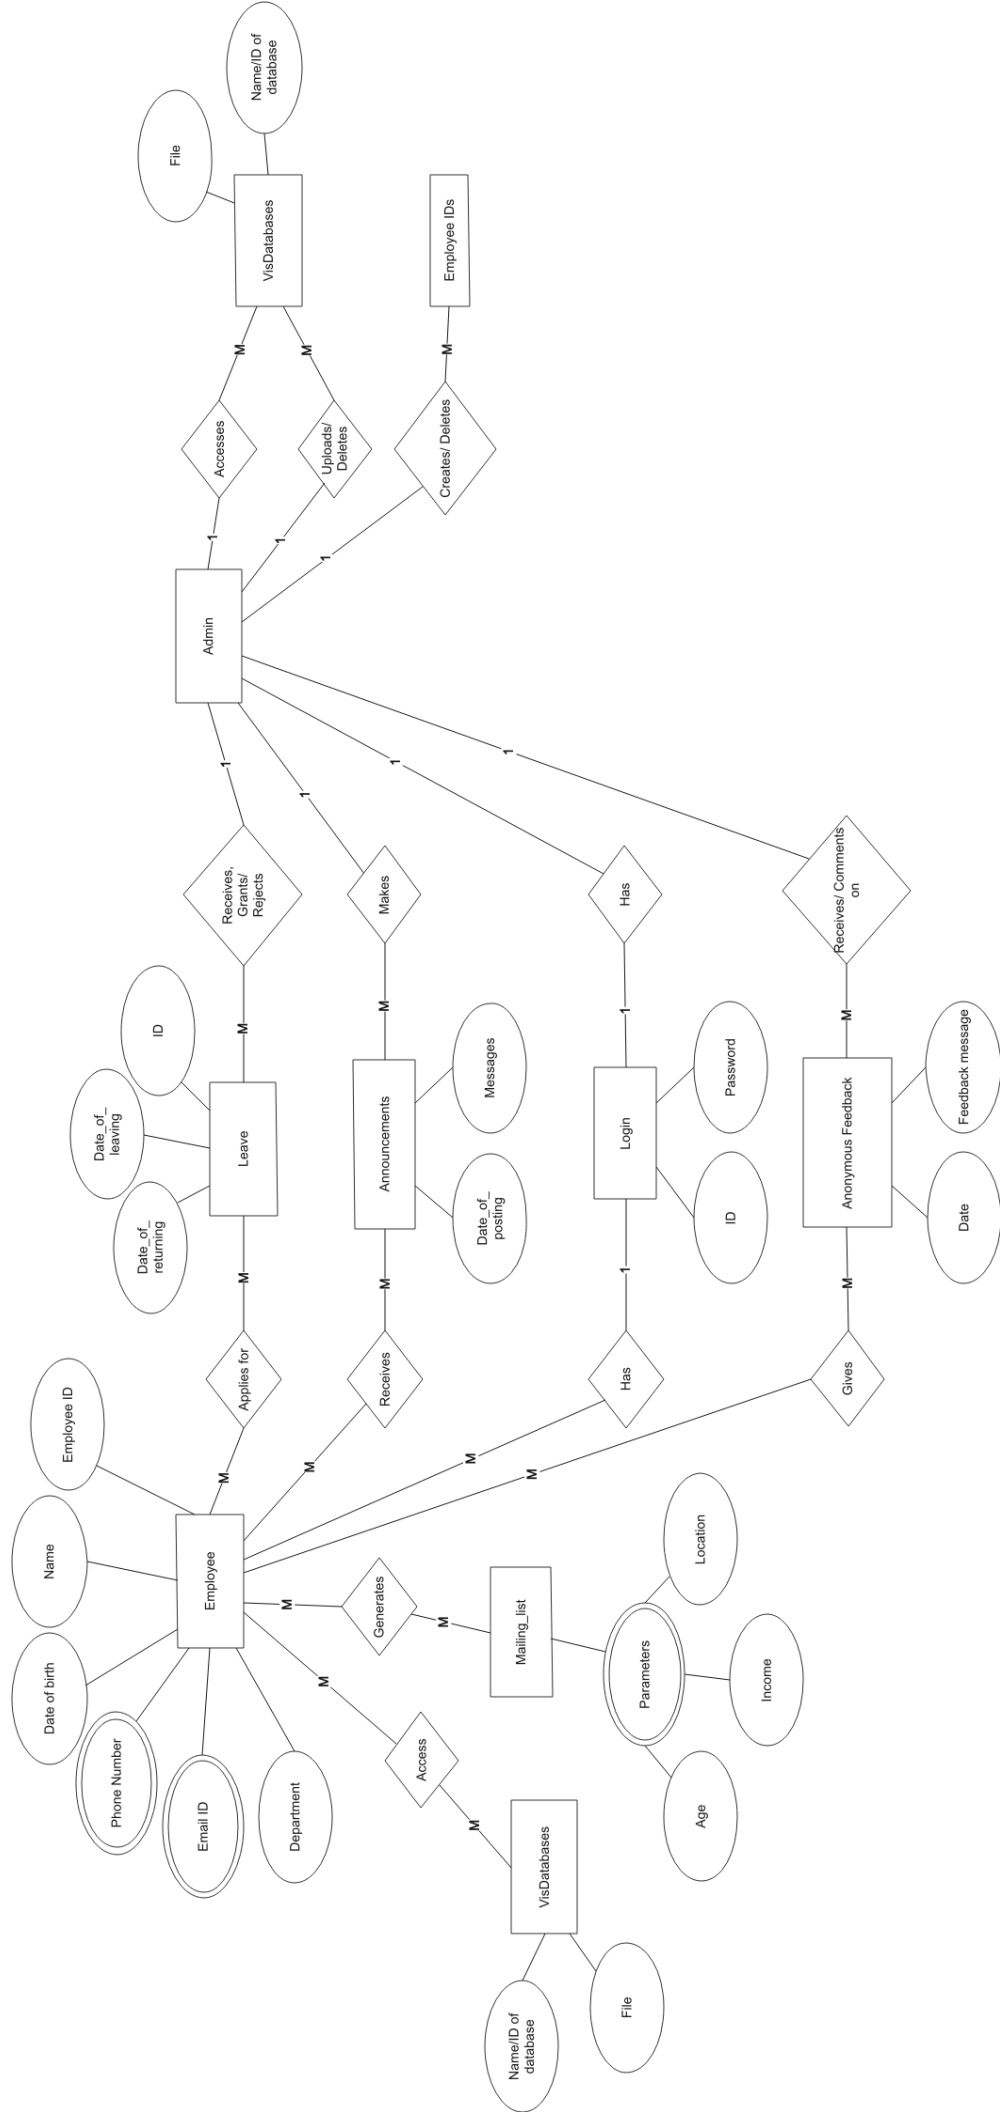 Date of birth
Name
Employee ID
Phone Number
Date_of_
leaving
Date_of_
returning
ID
File
Email ID
Employee
M
Applies for
M
Leave
M
Receives,
Grants/
Rejects
1
Admin
1
Accesses
M
VisDatabases
Name/ID of
database
Department
M
M
1
1
Uploads/
Deletes
M
Access
Generates
M
Receives
M
Announcements
M
Makes
1
1
Creates/ Deletes
M
Employee IDs
M
M
M
Date_of_
posting
Messages
Name/ID of
database
VisDatabases
Mailing_list
M
1
File
Parameters
Has
1
Login
1
Has
Age
Income
Location
ID
Password
Gives
M
Anonymous Feedback
M
Receives/ Comments
on
Date
Feedback message